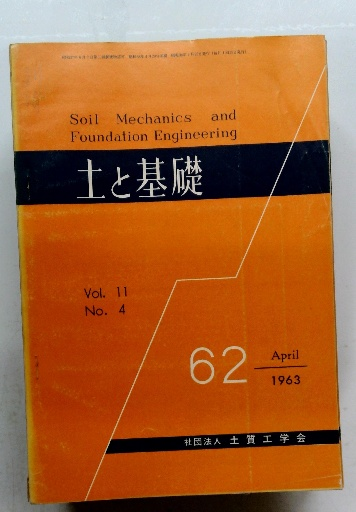 Soil Mechanics and
Foundation Engineering
土と基礎
Vol. 11
No. 4
62
April
1963
社団法人 土質工学会